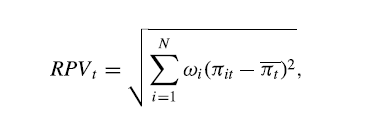 RPV_t = \sqrt{\sum_{i=1}^{N} \omega_i (\pi_{it} - \overline{\pi_t})^2},